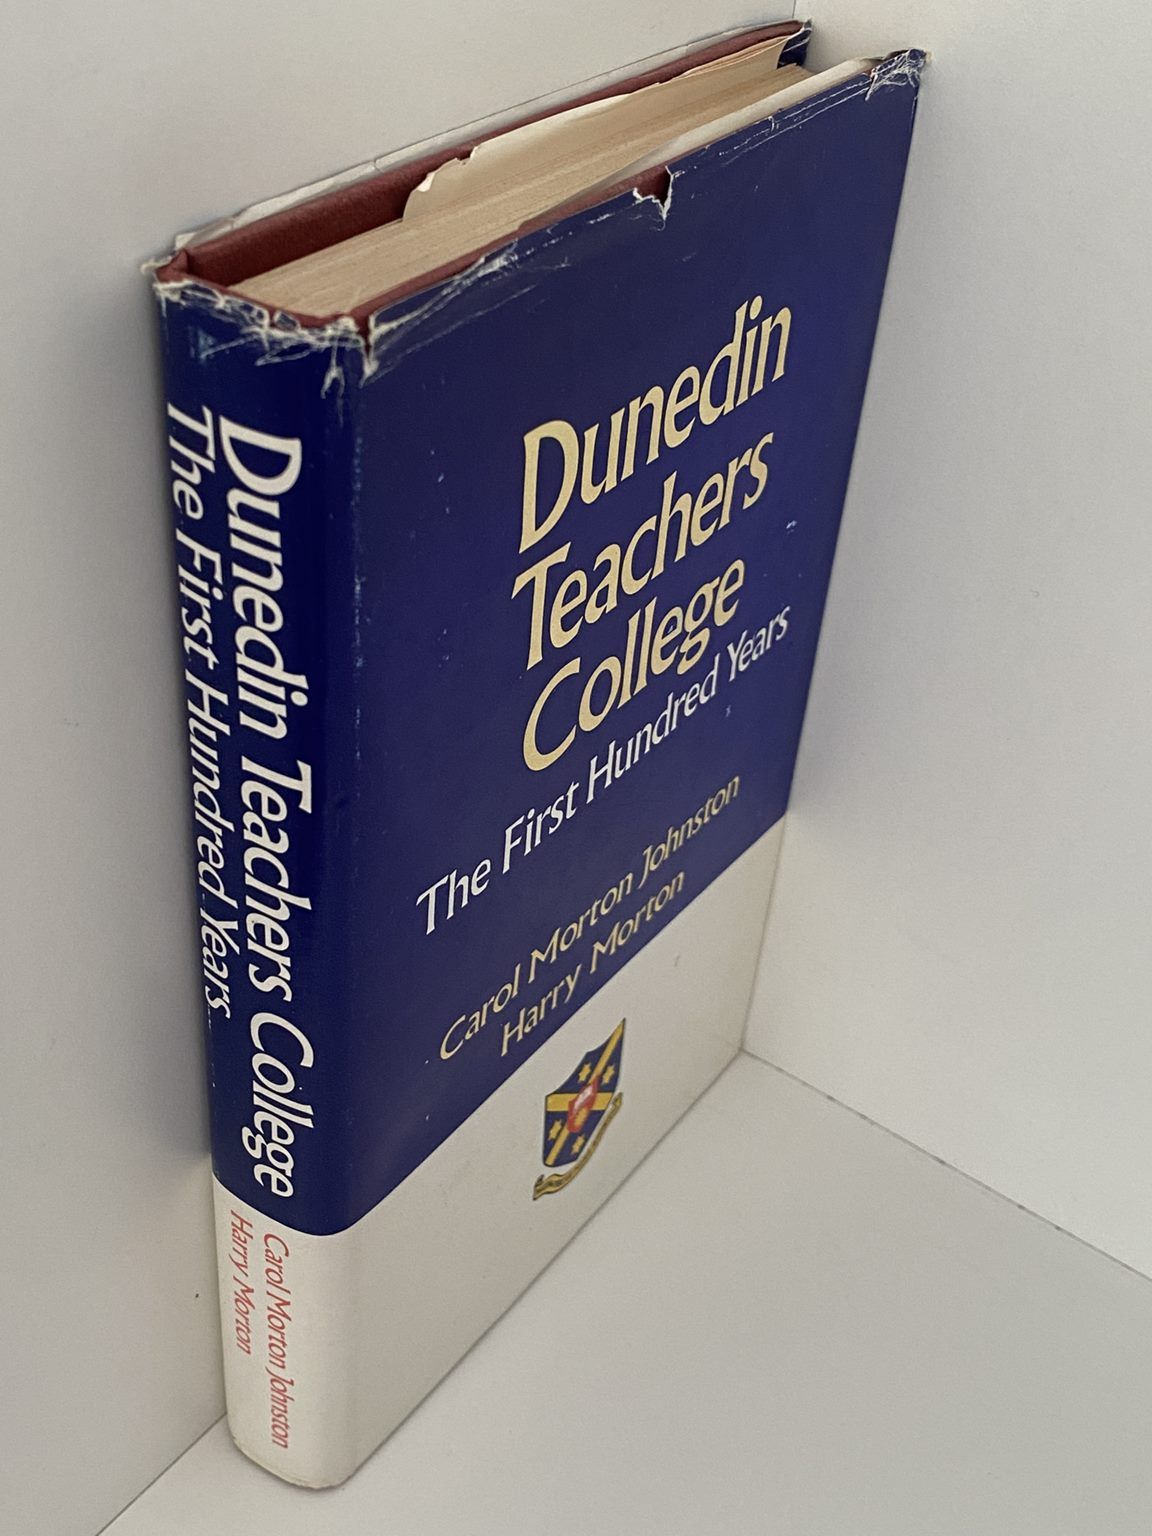 Dunedin
Teachers
College
The First Hundred Years
Carol Morton Johnston
Harry Morton
Dunedin Teachers College
The First Hundred Years
Carol Morton Johnston
Harry Morton